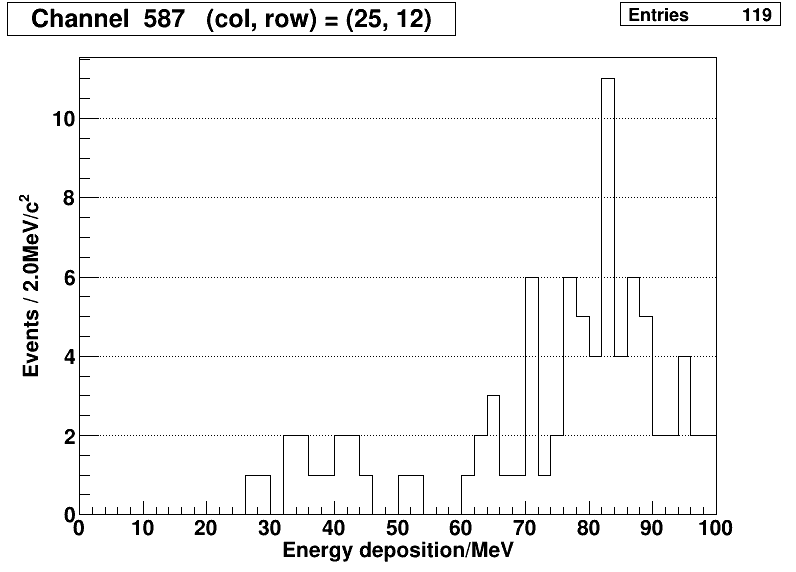 Channel 587 (col, row) = (25, 12)
Entries 119
Events / 2.0MeV/c²
10
8
6
4
2
0
0 10 20 30 40 50 60 70 80 90 100
Energy deposition/MeV